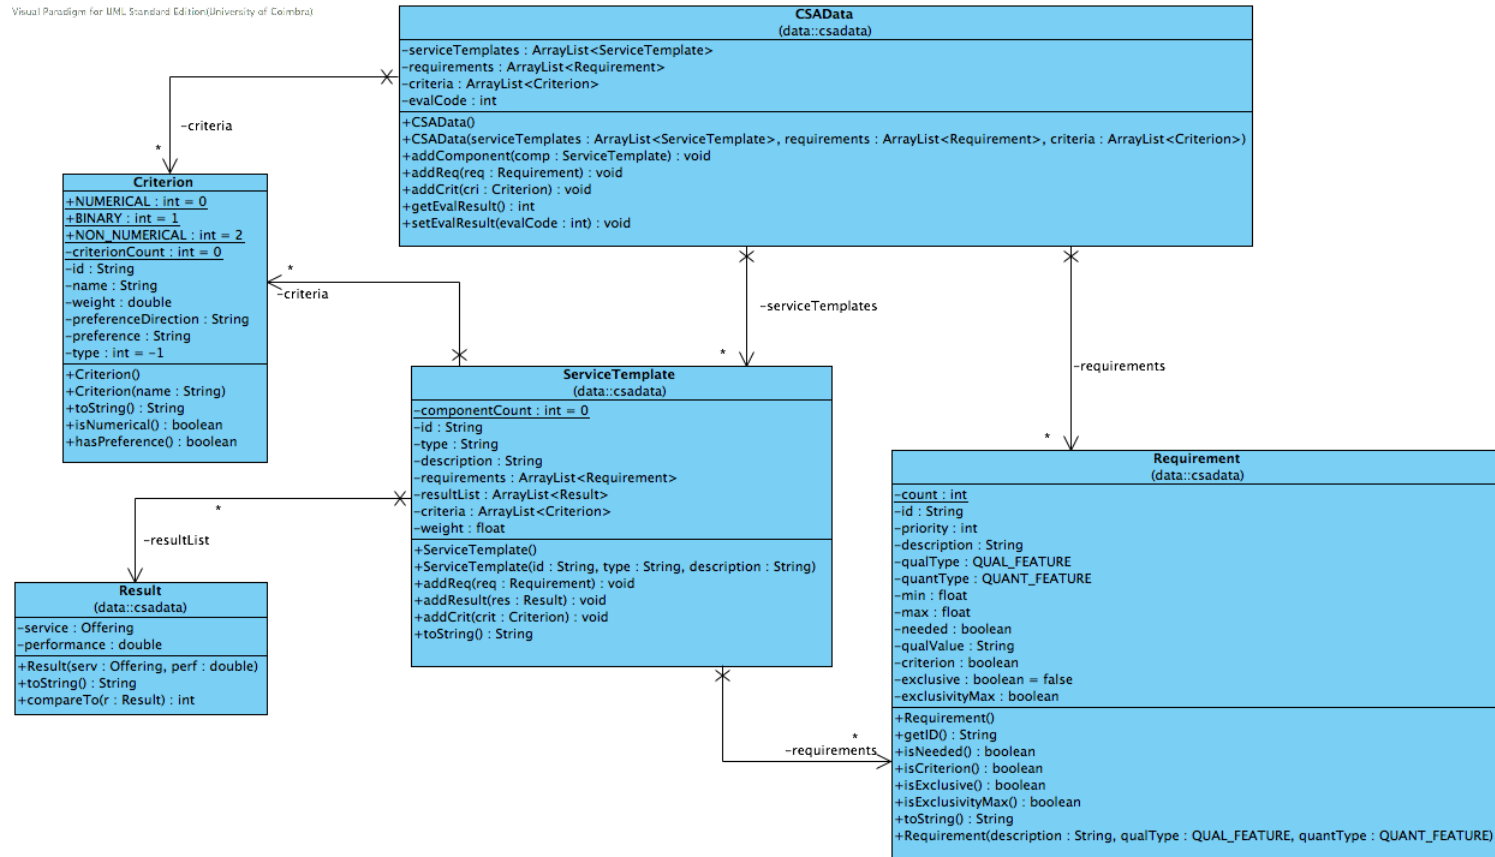 Visual Paradigm for UML Standard Edition(University of Coimbra)
CSAData
(data::csadata)
-serviceTemplates : ArrayList<ServiceTemplate>
-requirements : ArrayList<Requirement>
-criteria : ArrayList<Criterion>
-evalCode : int
+CSAData()
+CSAData(serviceTemplates : ArrayList<ServiceTemplate>, requirements : ArrayList<Requirement>, criteria : ArrayList<Criterion>)
+addComponent(comp : ServiceTemplate) : void
+addReq(req : Requirement) : void
+addCrit(cri : Criterion) : void
+getEvalResult() : int
+setEvalResult(evalCode : int) : void
-criteria
*
Criterion
+NUMERICAL : int = 0
+BINARY : int = 1
+NON_NUMERICAL : int = 2
-criterionCount : int = 0
-id : String
-name : String
-weight : double
-preferenceDirection : String
-preference : String
-type : int = -1
+Criterion()
+Criterion(name : String)
+toString() : String
+isNumerical() : boolean
+hasPreference() : boolean
*
-criteria
-serviceTemplates
*
-requirements
*
ServiceTemplate
(data::csadata)
-componentCount : int = 0
-id : String
-type : String
-description : String
-requirements : ArrayList<Requirement>
-resultList : ArrayList<Result>
-criteria : ArrayList<Criterion>
-weight : float
+ServiceTemplate()
+ServiceTemplate(id : String, type : String, description : String)
+addReq(req : Requirement) : void
+addResult(res : Result) : void
+addCrit(crit : Criterion) : void
+toString() : String
*
-resultList
Result
(data::csadata)
-service : Offering
-performance : double
+Result(serv : Offering, perf : double)
+toString() : String
+compareTo(r : Result) : int
*
-requirements
Requirement
(data::csadata)
-count : int
-id : String
-priority : int
-description : String
-qualType : QUAL_FEATURE
-quantType : QUANT_FEATURE
-min : float
-max : float
-needed : boolean
-qualValue : String
-criterion : boolean
-exclusive : boolean = false
-exclusivityMax : boolean
+Requirement()
+getID() : String
+isNeeded() : boolean
+isCriterion() : boolean
+isExclusive() : boolean
+isExclusivityMax() : boolean
+toString() : String
+Requirement(description : String, qualType : QUAL_FEATURE, quantType : QUANT_FEATURE)